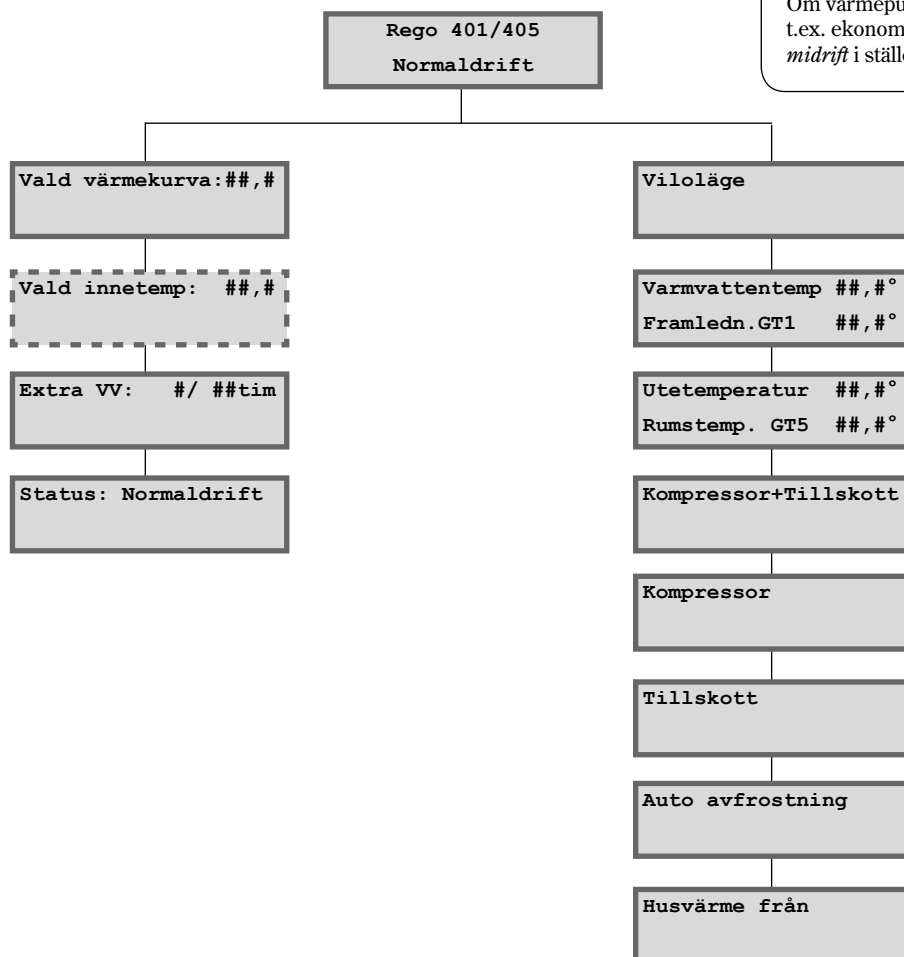 Om värmepu
t.ex. ekonom
midrift i ställe
Rego 401/405
Normaldrift
Vald värmekurva:##,#
Vald innetemp: ##,#
Extra VV: #/ ##tim
Status: Normaldrift
Viloläge
Varmvattentemp ##,#°
Framledn.GT1 ##,#°
Utetemperatur ##,#°
Rumstemp. GT5 ##,#°
Kompressor+Tillskott
Kompressor
Tillskott
Auto avfrostning
Husvärme från